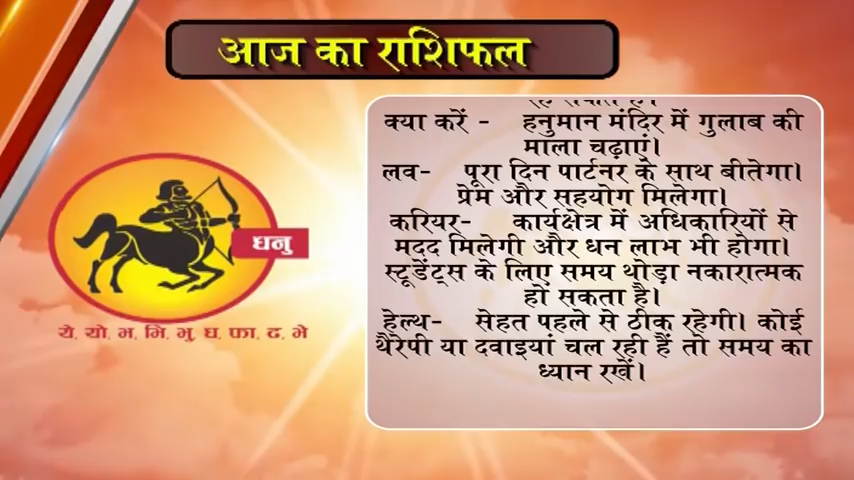 आज का राशिफल
क्या करें - हनुमान मंदिर में गुलाब की
माला चढ़ाएं।
लव- पूरा दिन पार्टनर के साथ बीतेगा।
प्रेम और सहयोग मिलेगा।
करियर- कार्यक्षेत्र में अधिकारियों से
मदद मिलेगी और धन लाभ भी होगा।
स्टूडेंट्स के लिए समय थोड़ा नकारात्मक
हो सकता है।
हेल्थ- सेहत पहले से ठीक रहेगी। कोई
थैरेपी या दवाइयां चल रही हैं तो समय का
ध्यान रखें।
धनु
ये, यो, भ, भि, भु, ध, फा, ढ, भे